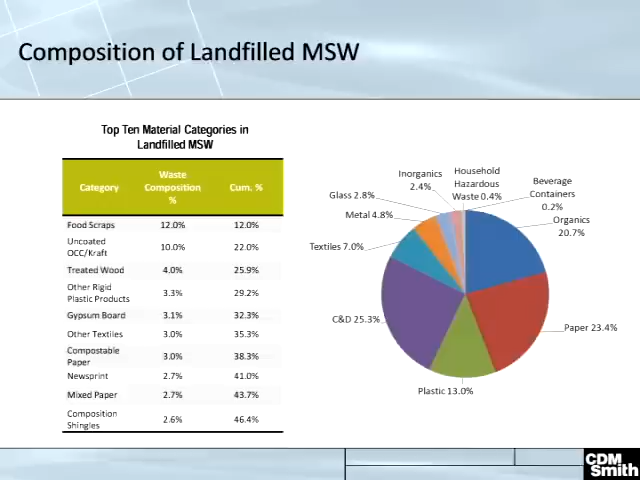 Composition of Landfilled MSW
Top Ten Material Categories in
Landfilled MSW
Category Waste Composition % Cum. %
Food Scraps 12.0% 12.0%
Uncoated OCC/Kraft 10.0% 22.0%
Treated Wood 4.0% 25.9%
Other Rigid Plastic Products 3.3% 29.2%
Gypsum Board 3.1% 32.3%
Other Textiles 3.0% 35.3%
Compostable Paper 3.0% 38.3%
Newsprint 2.7% 41.0%
Mixed Paper 2.7% 43.7%
Composition Shingles 2.6% 46.4%
Inorganics
2.4%
Household
Hazardous
Waste 0.4%
Beverage
Containers
0.2%
Organics
20.7%
Glass 2.8%
Metal 4.8%
Textiles 7.0%
C&D 25.3%
Paper 23.4%
Plastic 13.0%
CDM
Smith